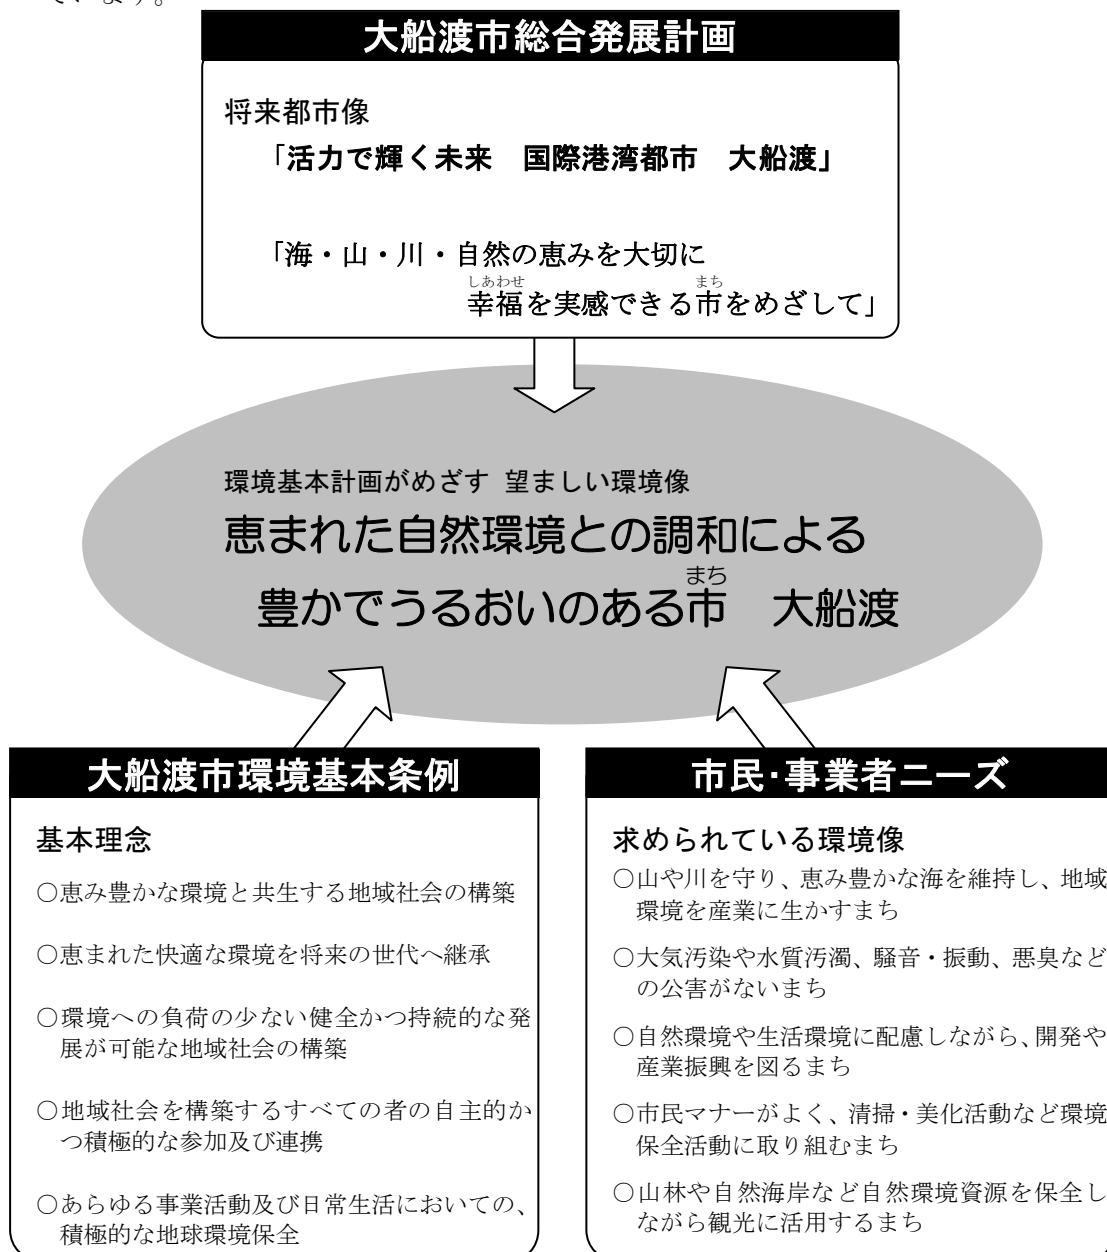 ています。
大船渡市総合発展計画
将来都市像
「活力で輝く未来　国際港湾都市　大船渡」
「海・山・川・自然の恵みを大切に
しあわせ　まち
幸福を実感できる市をめざして」
環境基本計画がめざす 望ましい環境像
恵まれた自然環境との調和による
まち
豊かでうるおいのある市　大船渡
大船渡市環境基本条例
基本理念
○恵み豊かな環境と共生する地域社会の構築
○恵まれた快適な環境を将来の世代へ継承
○環境への負荷の少ない健全かつ持続的な発
展が可能な地域社会の構築
○地域社会を構築するすべての者の自主的か
つ積極的な参加及び連携
○あらゆる事業活動及び日常生活においての、
積極的な地球環境保全
市民・事業者ニーズ
求められている環境像
○山や川を守り、恵み豊かな海を維持し、地域
環境を産業に生かすまち
○大気汚染や水質汚濁、騒音・振動、悪臭など
の公害がないまち
○自然環境や生活環境に配慮しながら、開発や
産業振興を図るまち
○市民マナーがよく、清掃・美化活動など環境
保全活動に取り組むまち
○山林や自然海岸など自然環境資源を保全し
ながら観光に活用するまち